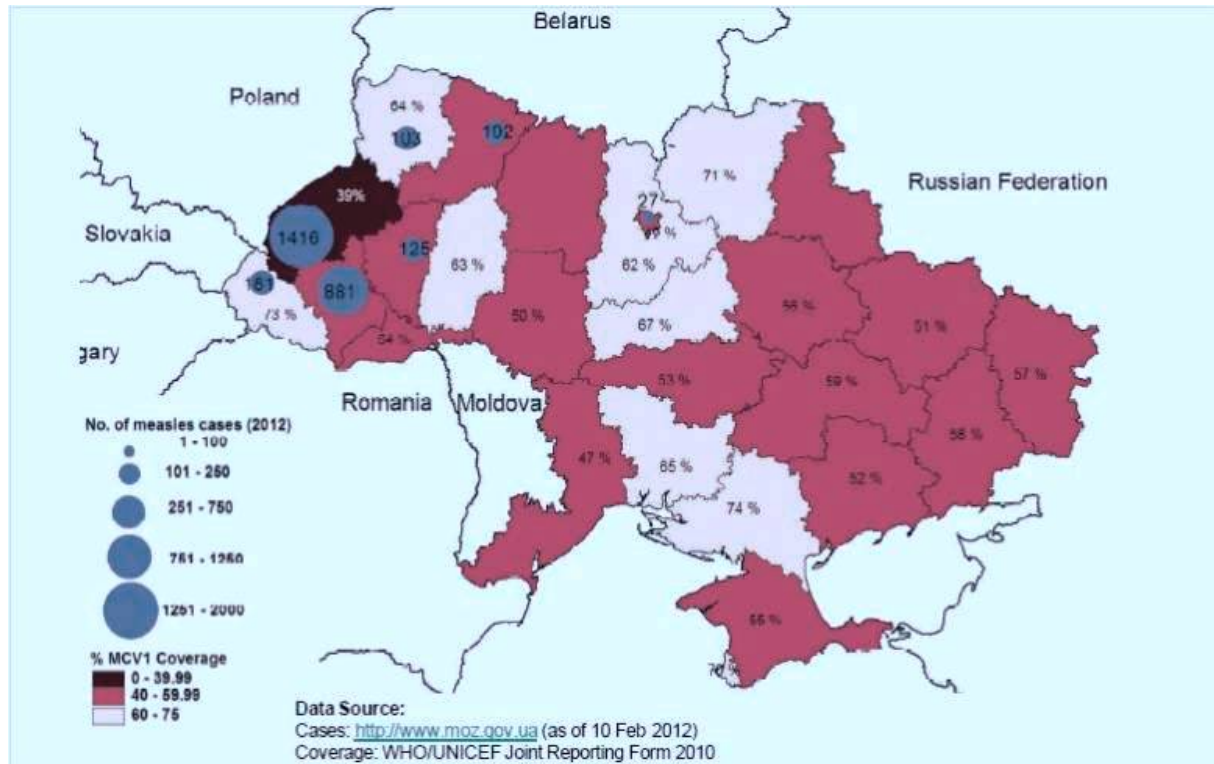 Belarus
Poland
64 %
103
102
71 %
Russian Federation
39%
27
Slovakia
1416
125
63 %
62 %
881
73 %
67 %
50 %
51 %
gary
53 %
59 %
57 %
Romania
Moldova
47 %
65 %
52 %
74 %
No. of measles cases (2012)
1 - 100
101 - 250
251 - 750
751 - 1250
1251 - 2000
% MCV1 Coverage
0 - 39.99
40 - 59.99
60 - 75
Data Source:
Cases: http://www.moz.gov.ua (as of 10 Feb 2012)
Coverage: WHO/UNICEF Joint Reporting Form 2010